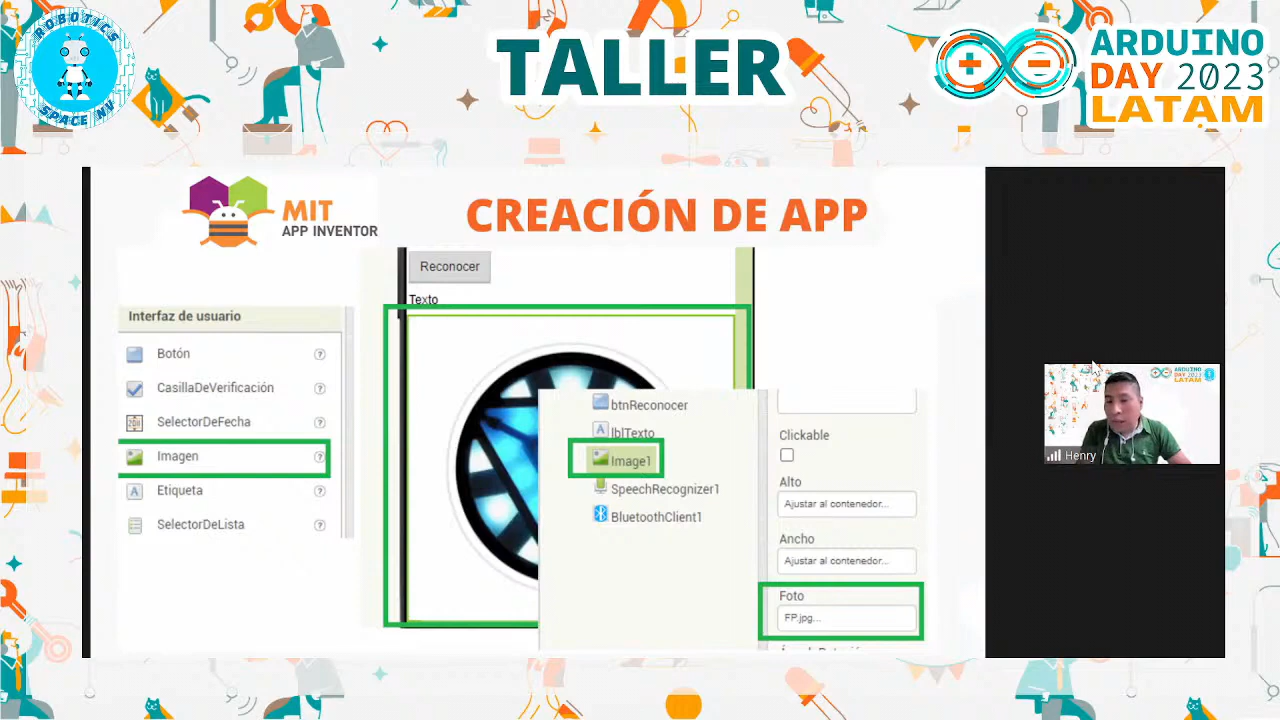 ROBOTICS
SPACE NV
TALLER
ARDUINO
DAY 2023
LATAM
MIT
APP INVENTOR
CREACIÓN DE APP
Reconocer
Texto
Interfaz de usuario
Botón
CasillaDeVerificación
SelectorDeFecha
Imagen
Etiqueta
SelectorDeLista
btnReconocer
lblTexto
Image1
SpeechRecognizer1
BluetoothClient1
Clickable
Alto
Ajustar al contenedor...
Ancho
Ajustar al contenedor...
Foto
FP.jpg...
ARDUINO
DAY 2023
LATAM
Henry